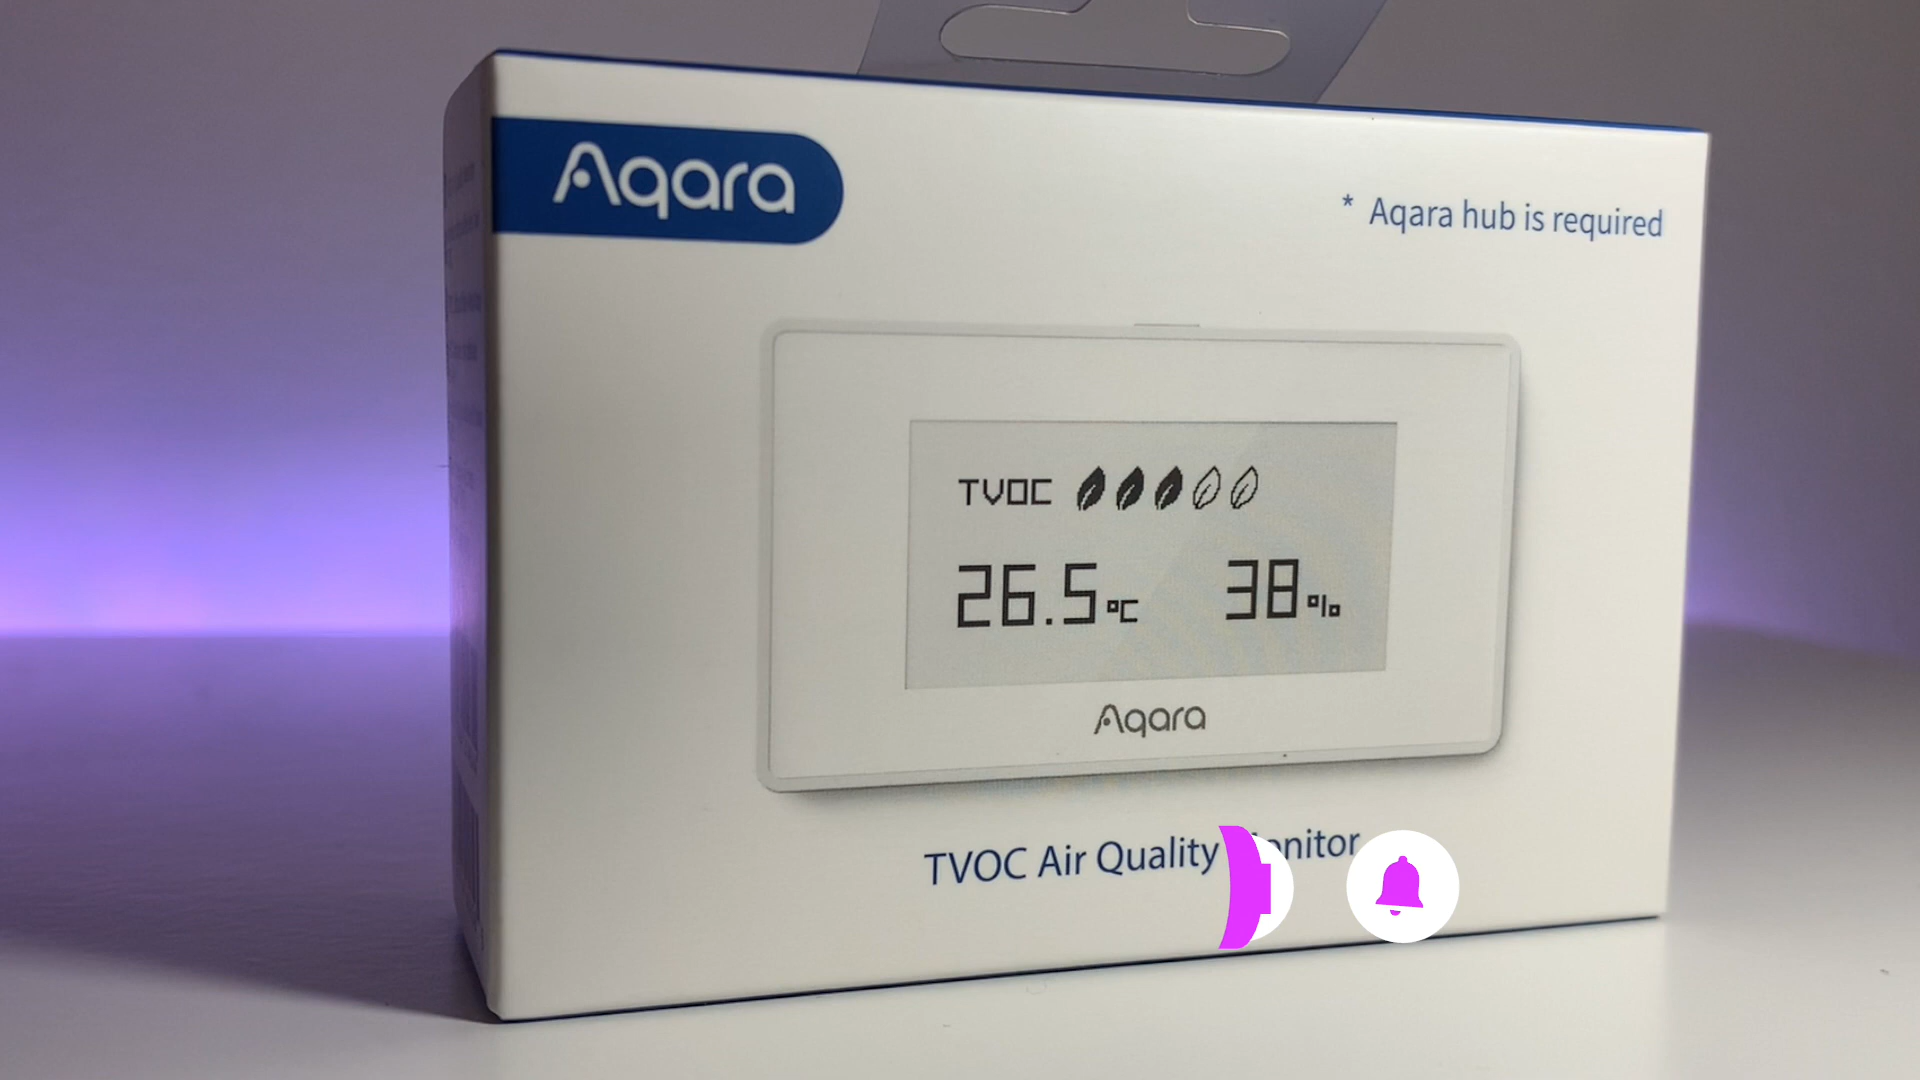 Aqara
* Aqara hub is required
TVOC
26.5°C 38%
Aqara
TVOC Air Quality